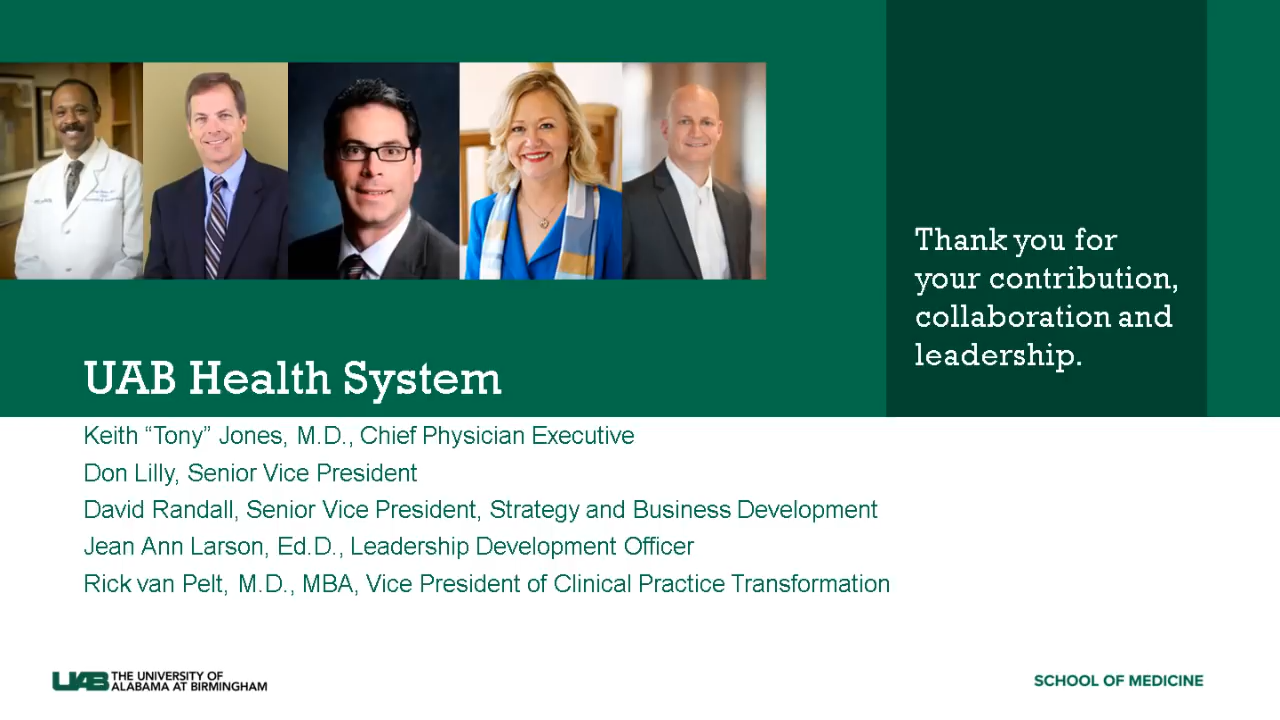 Thank you for
your contribution,
collaboration and
leadership.
UAB Health System
Keith “Tony” Jones, M.D., Chief Physician Executive
Don Lilly, Senior Vice President
David Randall, Senior Vice President, Strategy and Business Development
Jean Ann Larson, Ed.D., Leadership Development Officer
Rick van Pelt, M.D., MBA, Vice President of Clinical Practice Transformation
UAB THE UNIVERSITY OF
ALABAMA AT BIRMINGHAM
SCHOOL OF MEDICINE